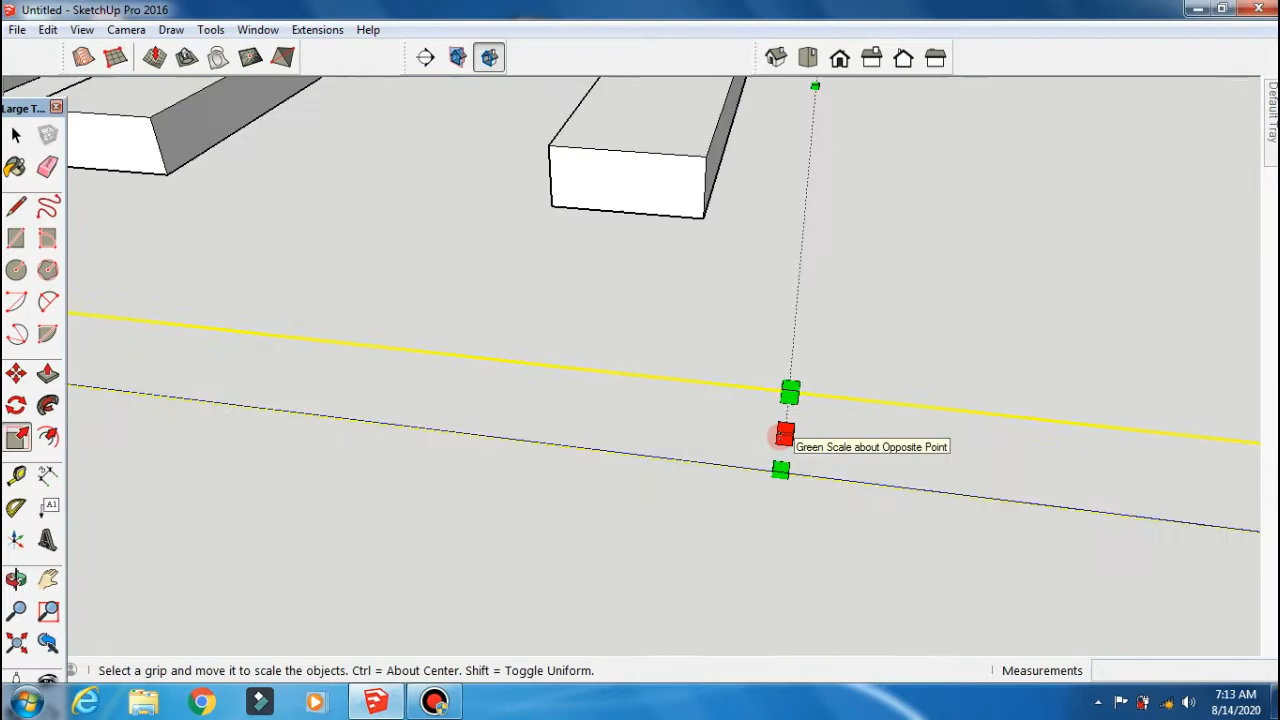 Untitled - SketchUp Pro 2016
File Edit View Camera Draw Tools Window Extensions Help
Large T...
Default Tray
A1
Green Scale about Opposite Point
Select a grip and move it to scale the objects. Ctrl = About Center. Shift = Toggle Uniform.
Measurements
7:13 AM
8/14/2020